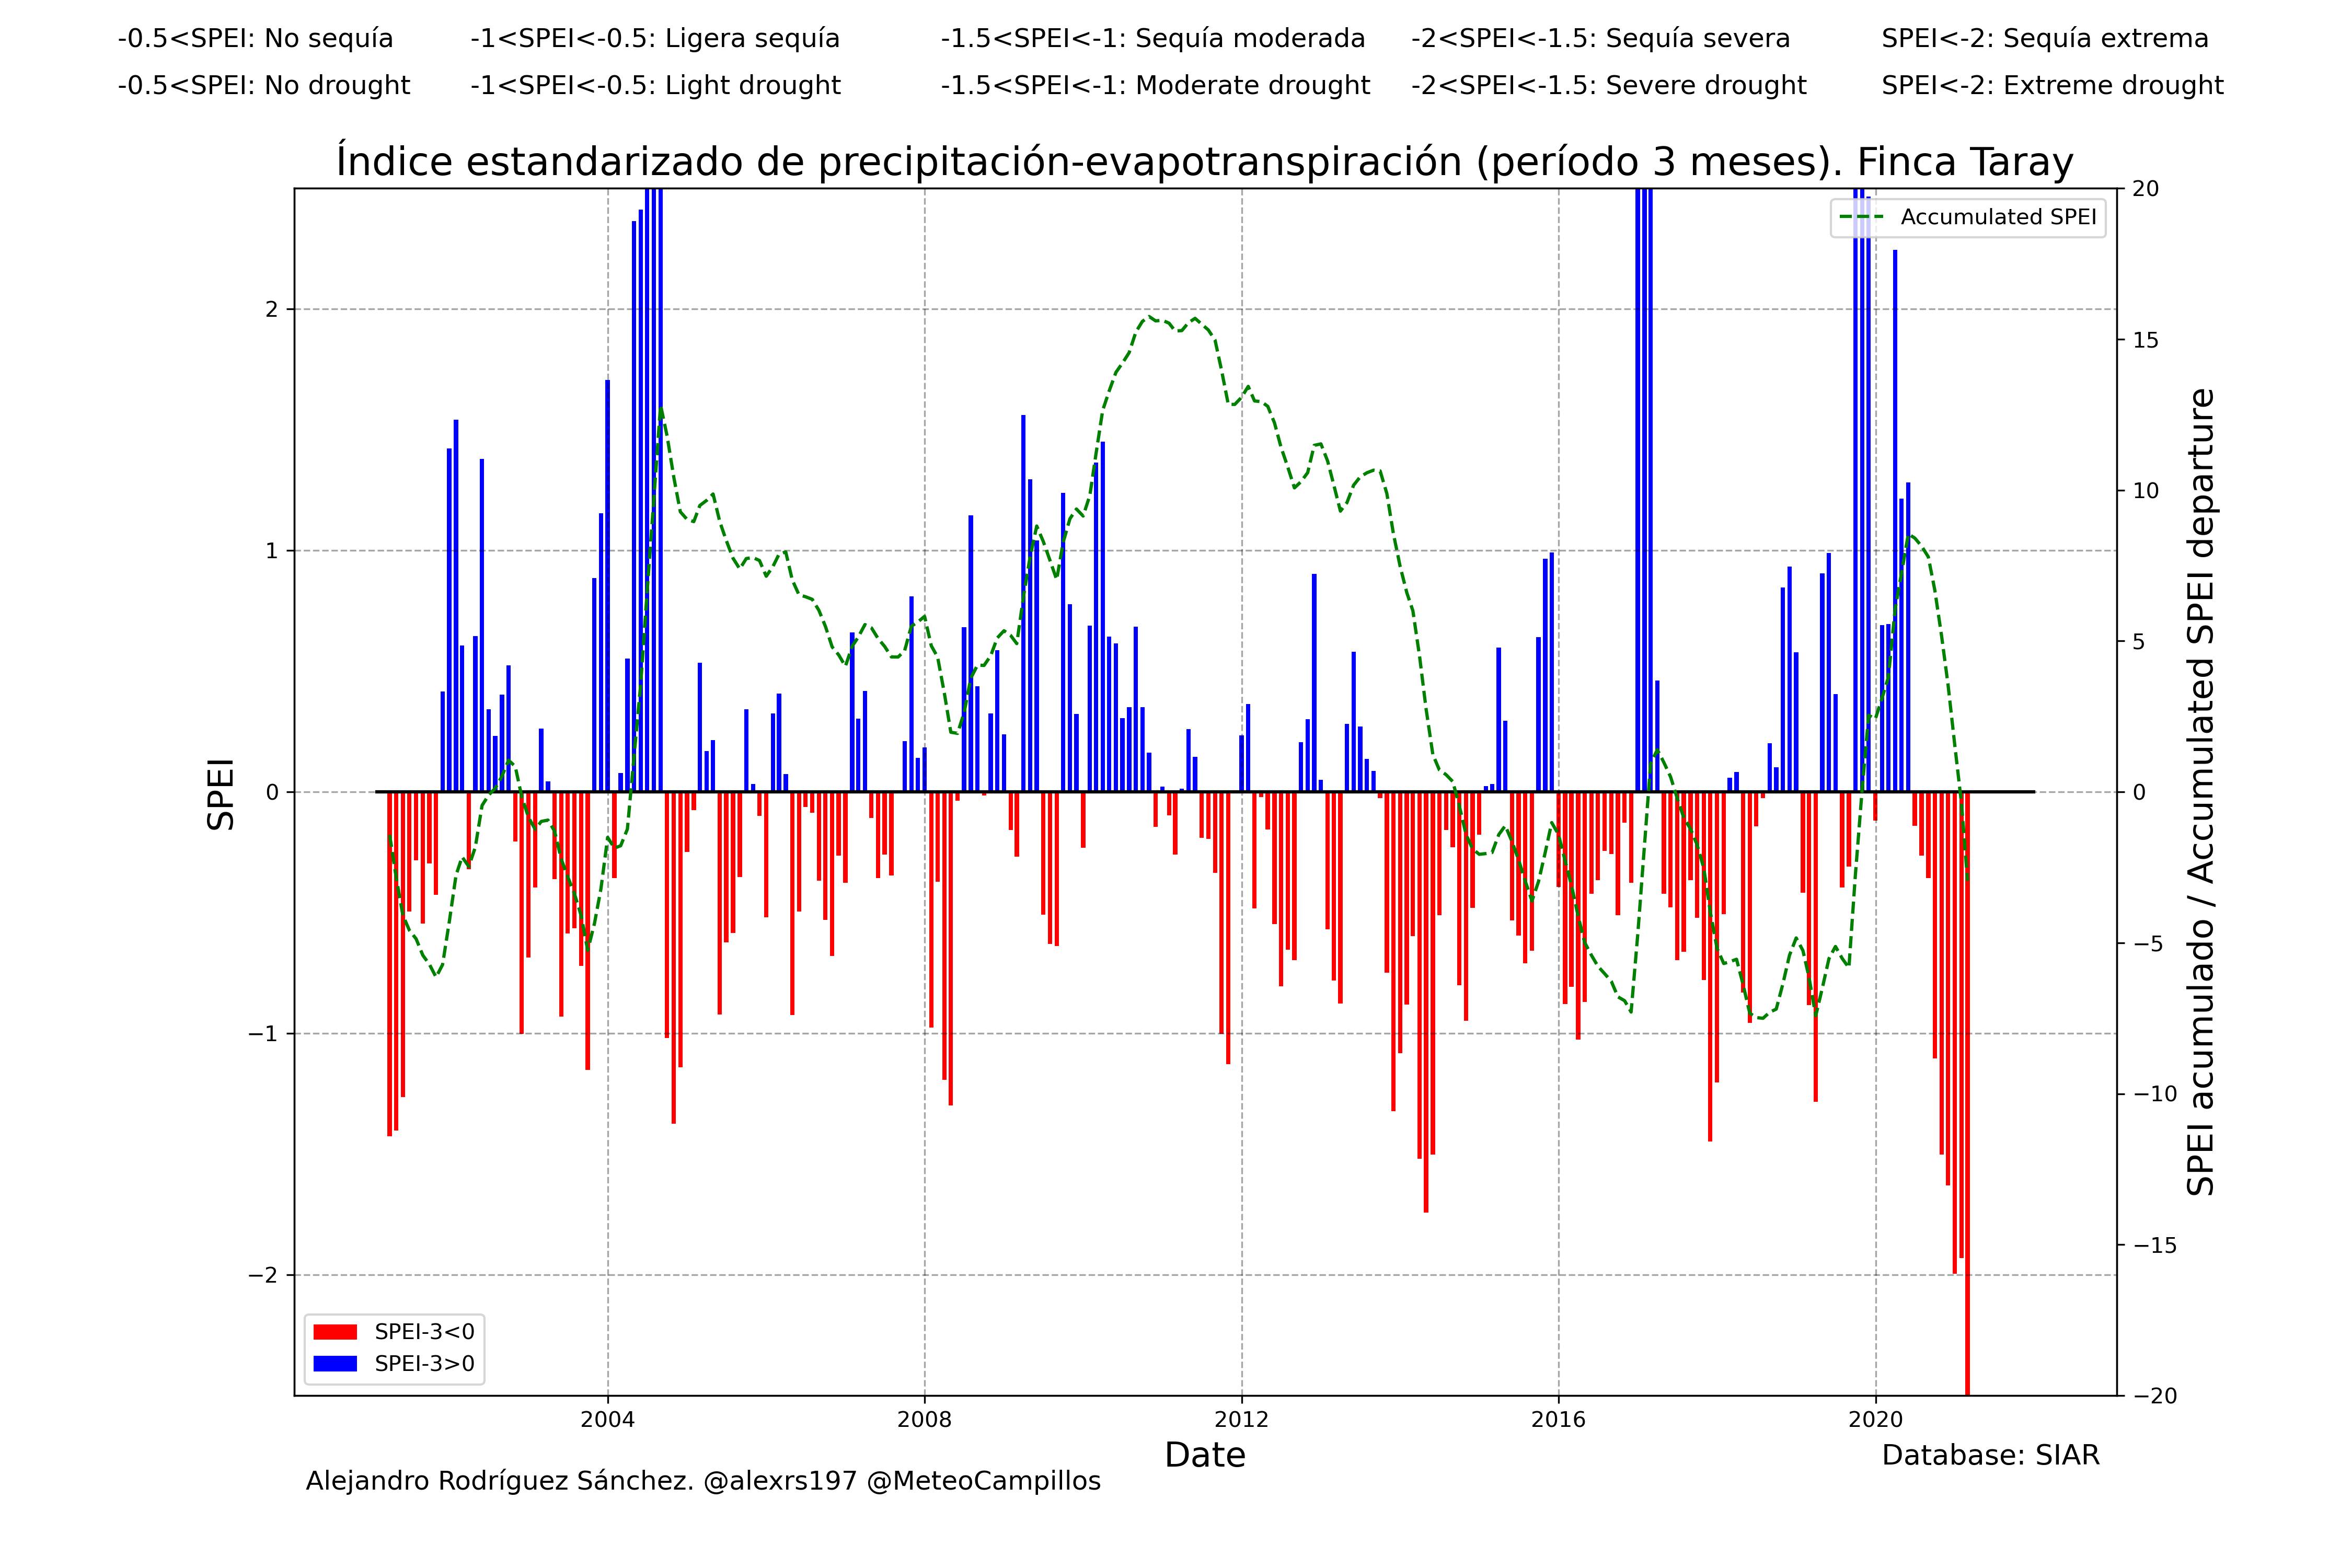 -0.5<SPEI: No sequía -1<SPEI<-0.5: Ligera sequía -1.5<SPEI<-1: Sequía moderada -2<SPEI<-1.5: Sequía severa SPEI<-2: Sequía extrema
-0.5<SPEI: No drought -1<SPEI<-0.5: Light drought -1.5<SPEI<-1: Moderate drought -2<SPEI<-1.5: Severe drought SPEI<-2: Extreme drought
Índice estandarizado de precipitación-evapotranspiración (período 3 meses). Finca Taray
SPEI
2
1
0
−1
−2
SPEI-3<0
SPEI-3>0
Accumulated SPEI
20
15
10
5
0
−5
−10
−15
−20
SPEI acumulado / Accumulated SPEI departure
2004 2008 2012 2016 2020
Date
Database: SIAR
Alejandro Rodríguez Sánchez. @alexrs197 @MeteoCampillos